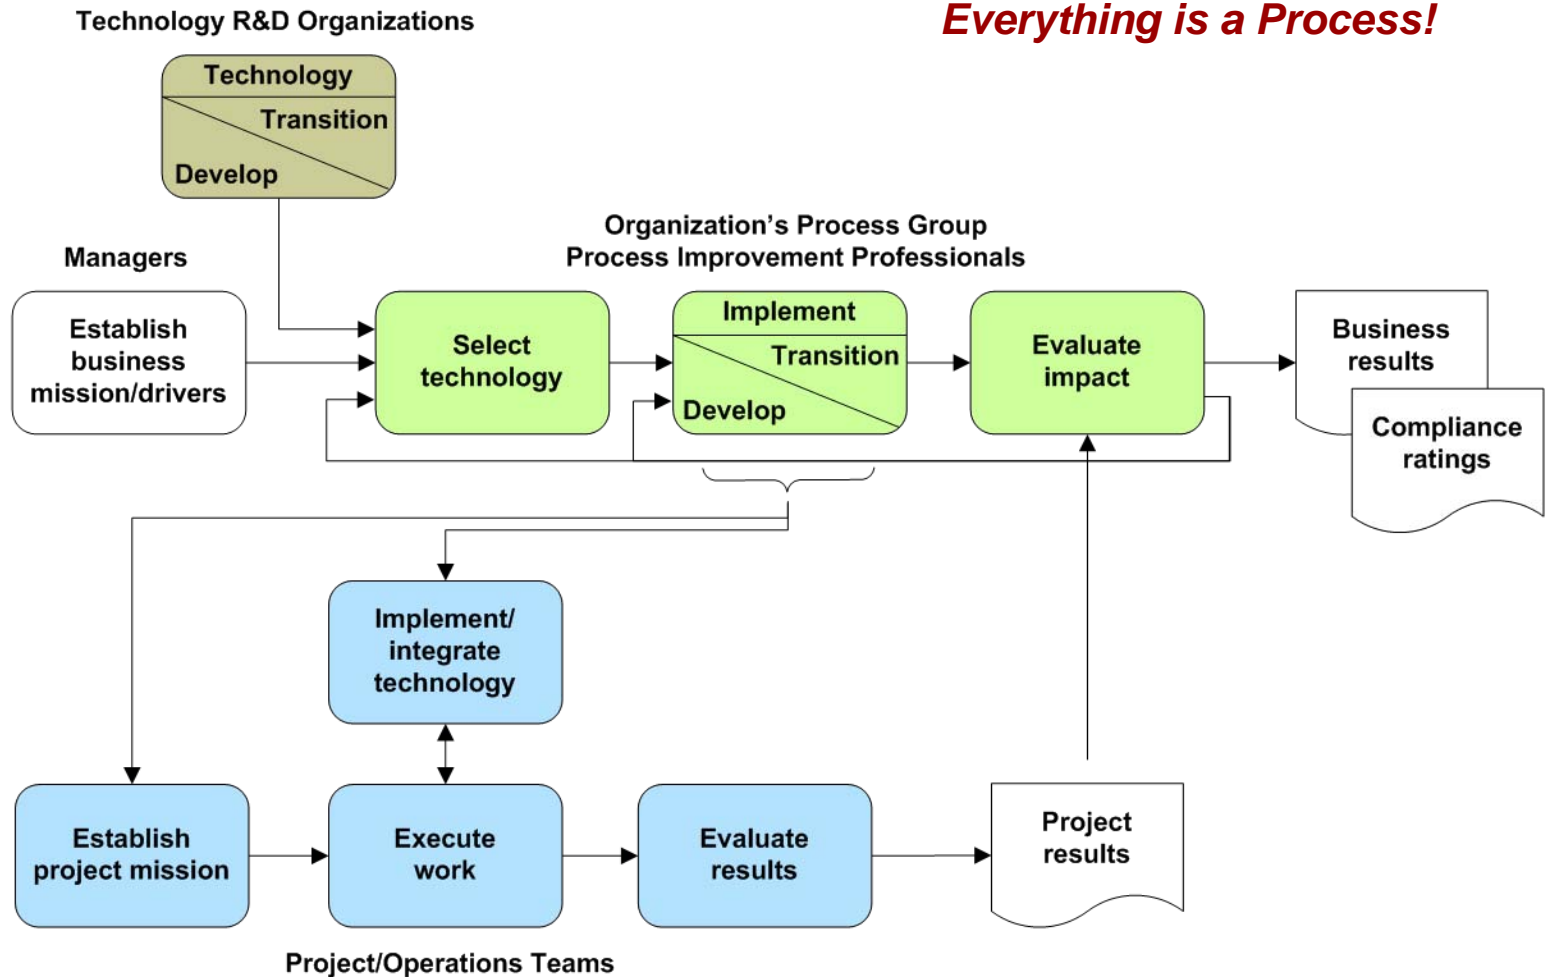 Technology R&D Organizations
Everything is a Process!
Technology
Transition
Develop
Organization’s Process Group
Process Improvement Professionals
Managers
Establish
business
mission/drivers
Select
technology
Implement
Transition
Develop
Evaluate
impact
Business
results
Compliance
ratings
Implement/
integrate
technology
Establish
project mission
Execute
work
Evaluate
results
Project
results
Project/Operations Teams